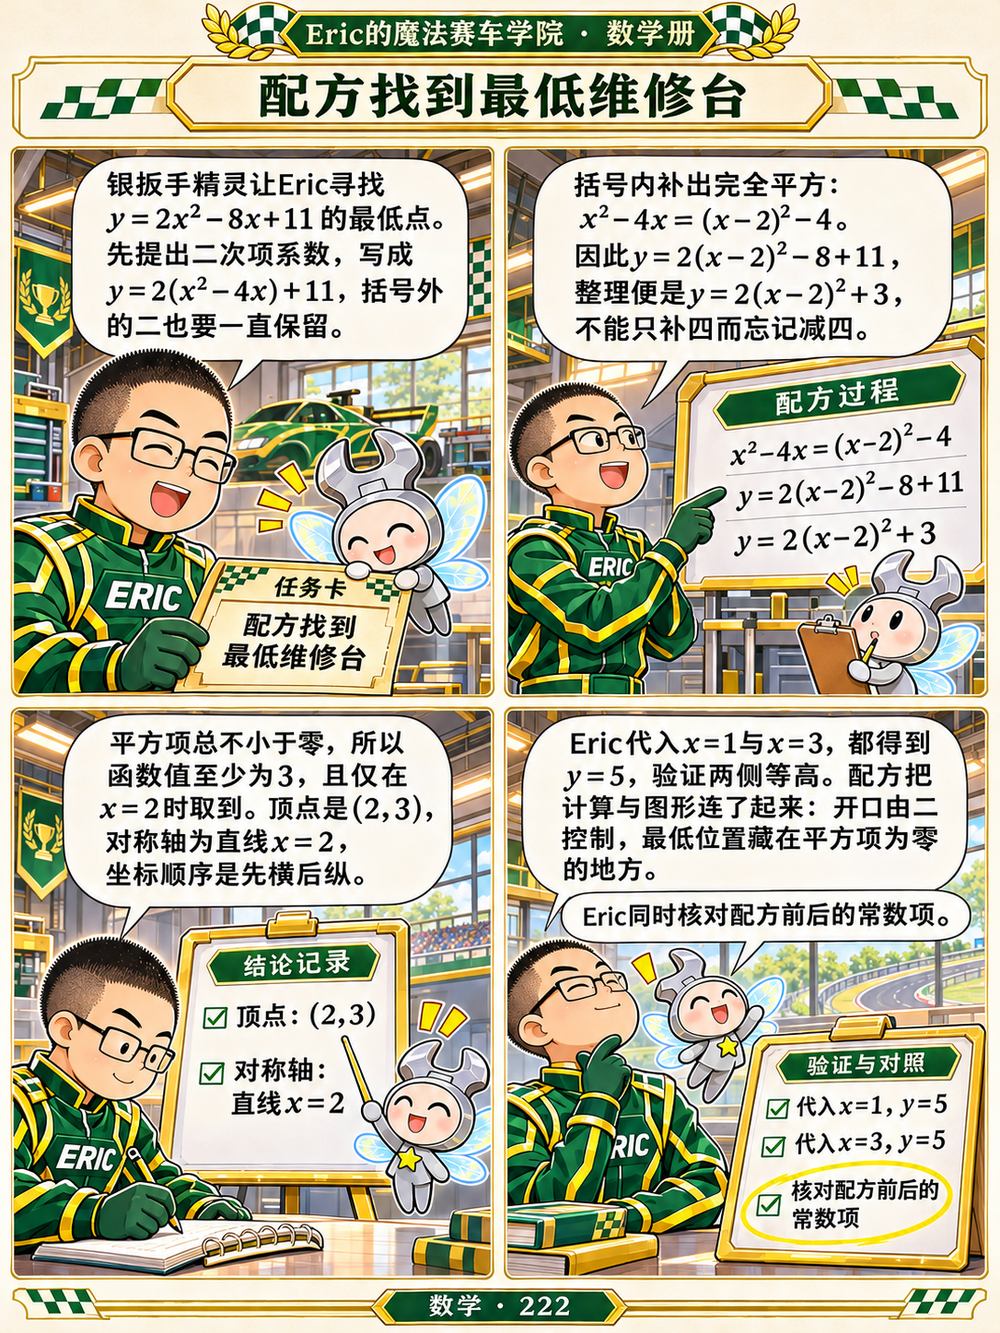 Eric的魔法赛车学院 · 数学册
配方找到最低维修台
银扳手精灵让Eric寻找
y=2x²−8x+11 的最低点。
先提出二次项系数，写成
y=2(x²−4x)+11，括号外
的二也要一直保留。
ERIC
任务卡
配方找到
最低维修台
括号内补出完全平方：
x²−4x=(x−2)²−4。
因此y=2(x−2)²−8+11，
整理便是y=2(x−2)²+3，
不能只补四而忘记减四。
配方过程
x²−4x=(x−2)²−4
y=2(x−2)²−8+11
y=2(x−2)²+3
ERIC
平方项总不小于零，所以
函数值至少为3，且仅在
x=2时取到。顶点是(2,3)，
对称轴为直线x=2，
坐标顺序是先横后纵。
结论记录
顶点：(2,3)
对称轴：
直线x=2
ERIC
Eric代入x=1与x=3，都得到
y=5，验证两侧等高。配方把
计算与图形连了起来：开口由二
控制，最低位置藏在平方项为零
的地方。
Eric同时核对配方前后的常数项。
验证与对照
代入x=1, y=5
代入x=3, y=5
核对配方前后的
常数项
RIC
数学 · 222